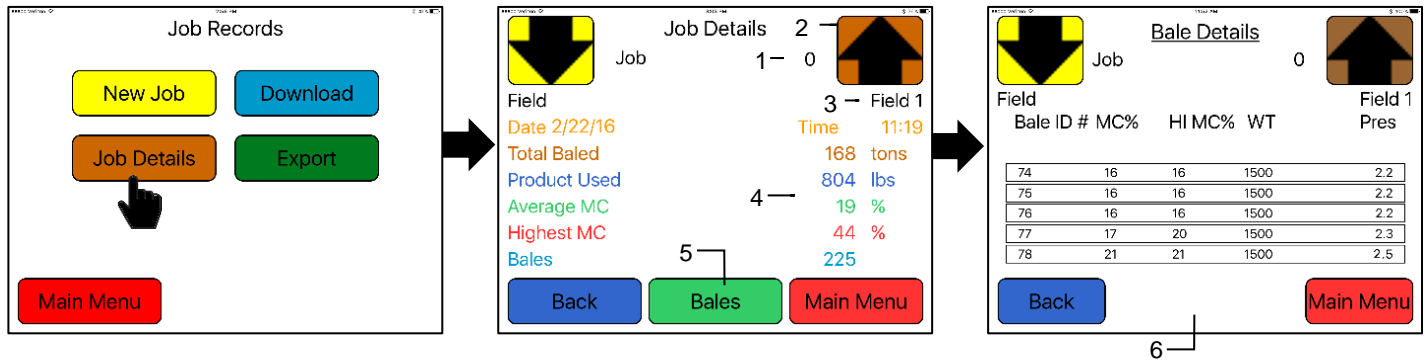 Job Records
New Job
Download
Job Details
Export
Main Menu
Job Details
2
Job
1
0
Field
3
Field 1
Date 2/22/16
Time
11:19
Total Baled
168 tons
Product Used
804 lbs
4
Average MC
19 %
Highest MC
44 %
5
Bales
225
Back
Bales
Main Menu
Bale Details
Job
0
Field
Field 1
Bale ID # MC% HI MC% WT Pres
74 16 16 1500 2.2
75 16 16 1500 2.2
76 16 16 1500 2.2
77 17 20 1500 2.3
78 21 21 1500 2.5
Back
Main Menu
6